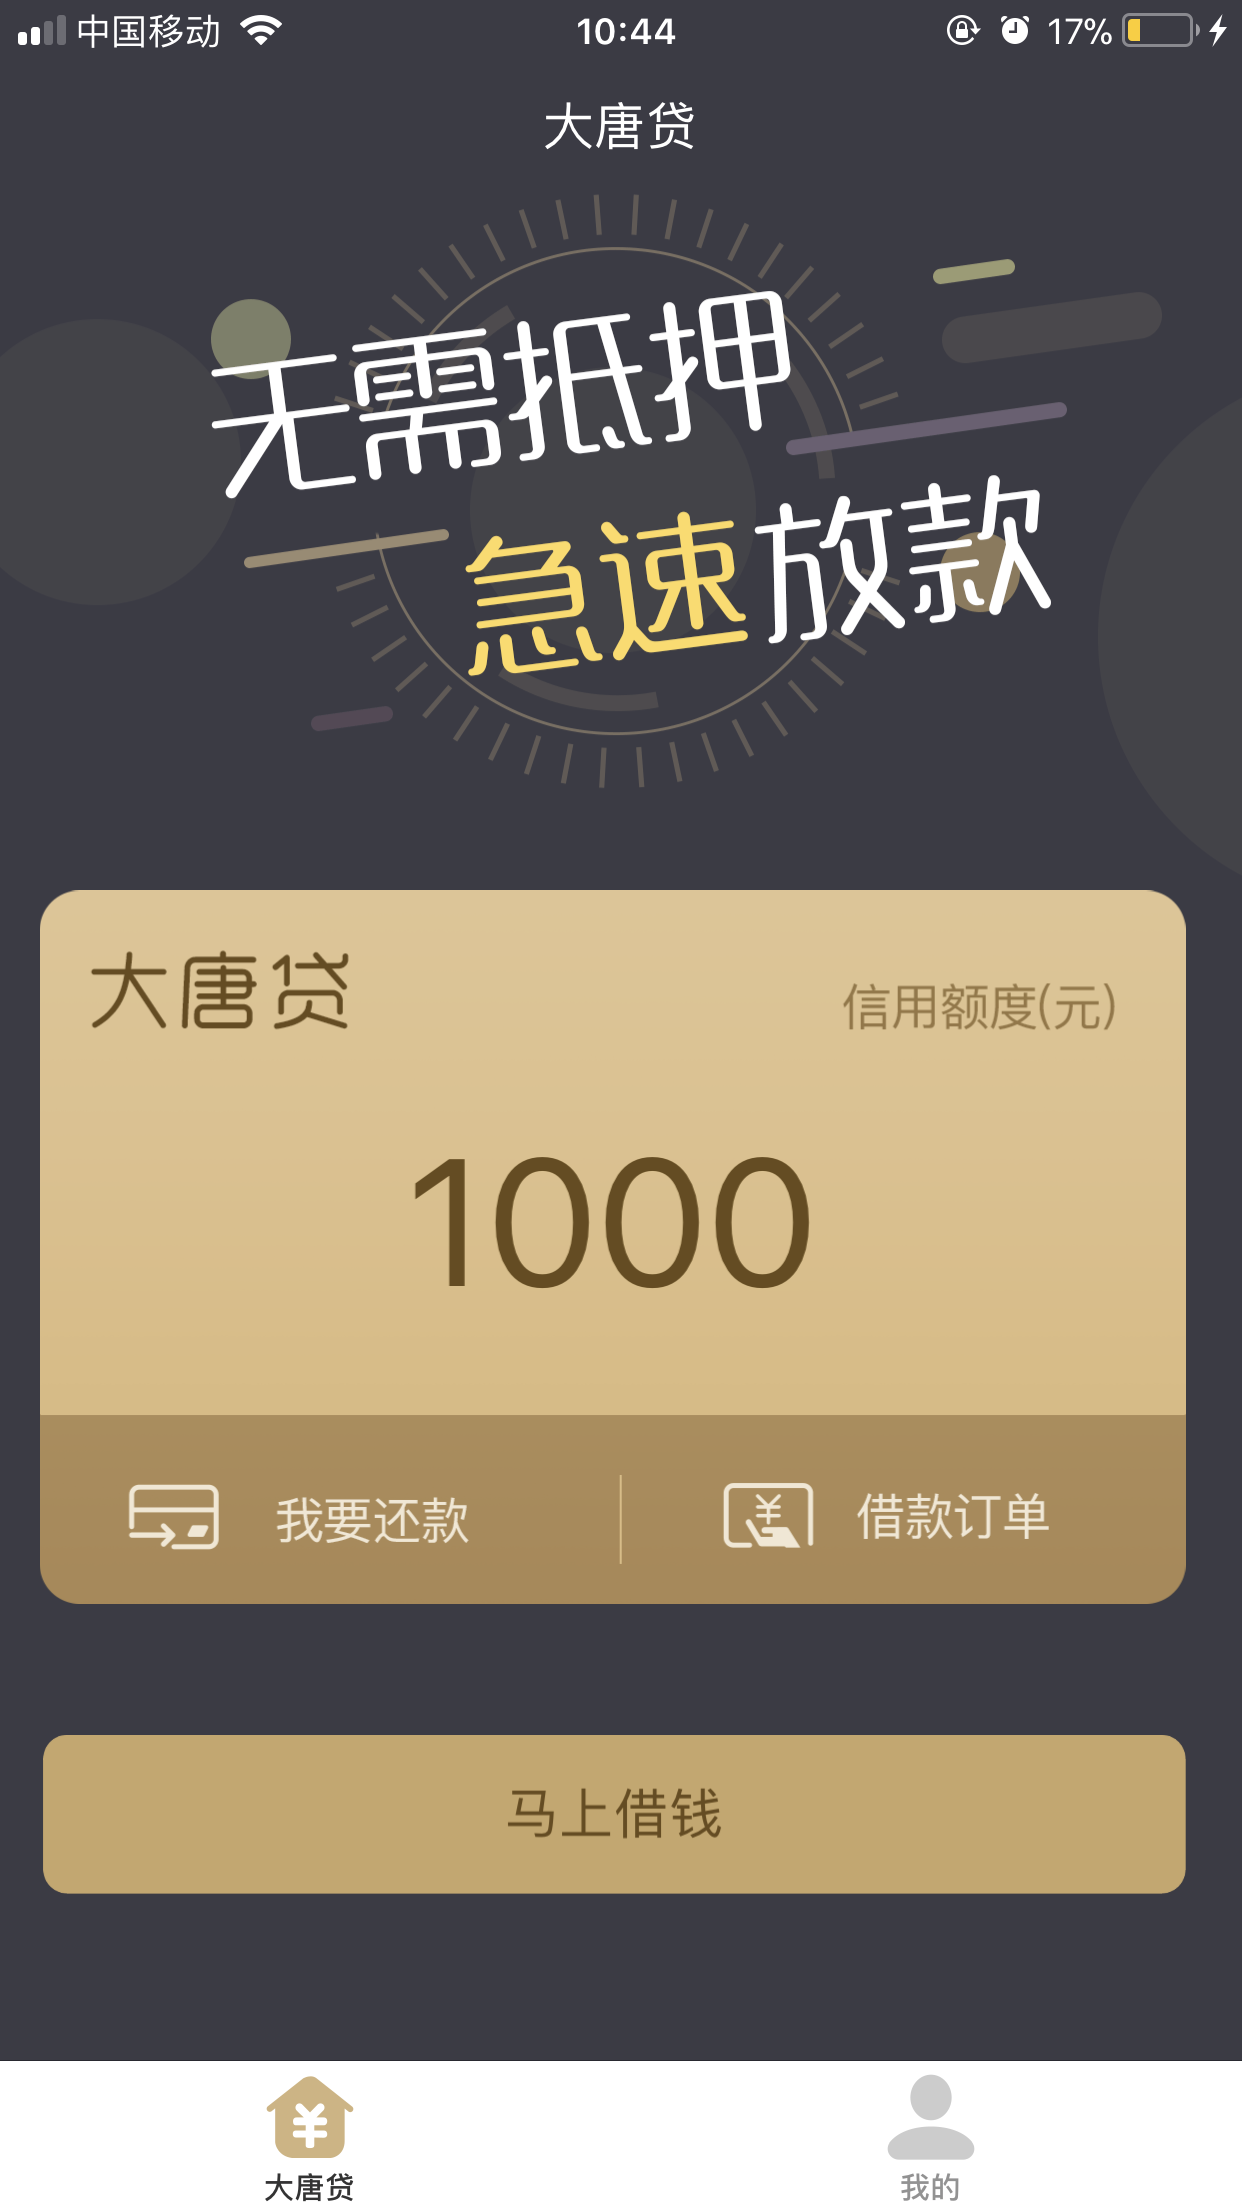 中国移动 10:44 17%
大唐贷
无需抵押
急速放款
大唐贷 信用额度(元)
1000
我要还款 借款订单
马上借钱
大唐贷 我的